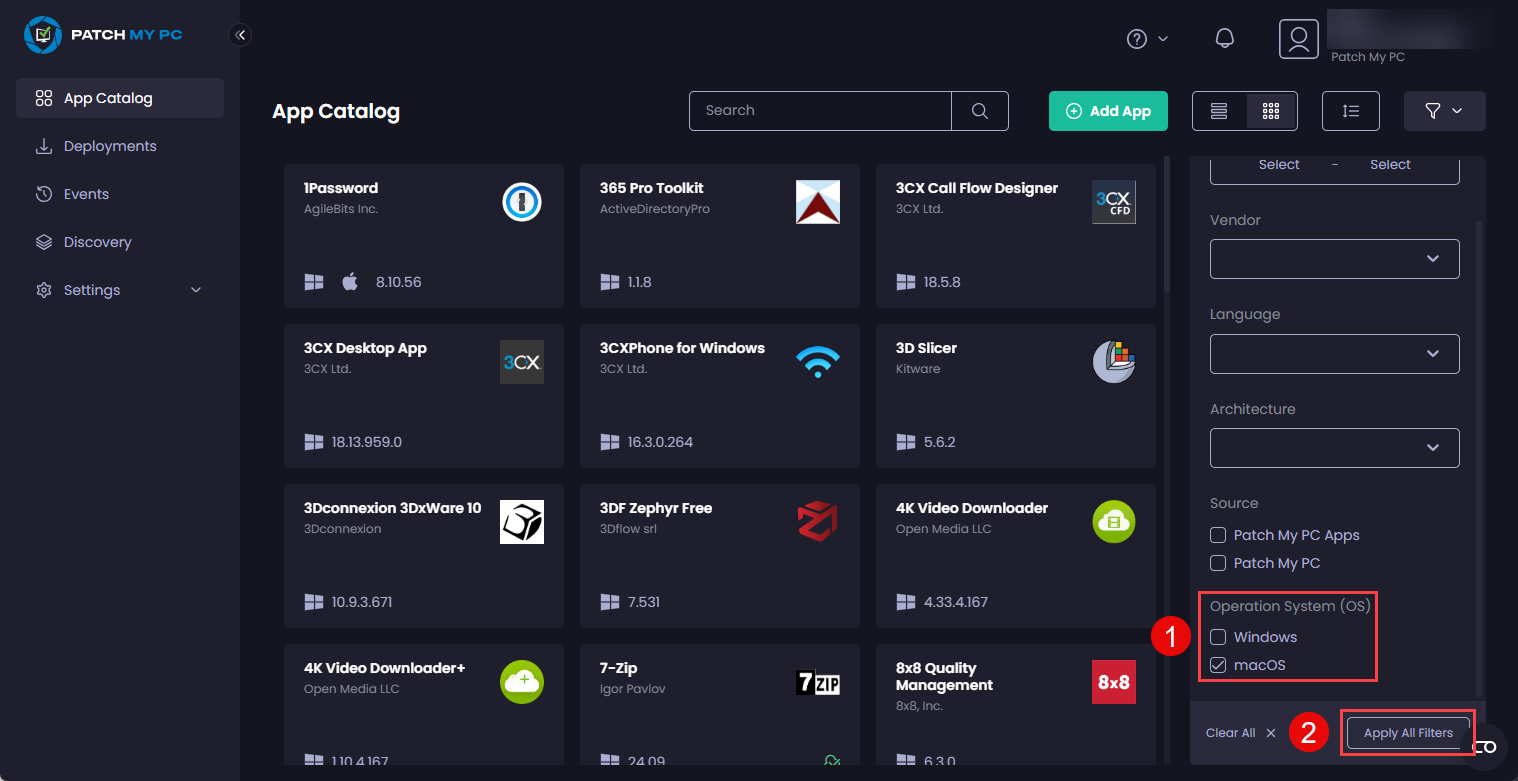 PATCH MY PC
App Catalog
Deployments
Events
Discovery
Settings
Patch My PC
App Catalog
Search
Add App
1Password
AgileBits Inc.
8.10.56
365 Pro Toolkit
ActiveDirectoryPro
1.1.8
3CX Call Flow Designer
3CX Ltd.
3CX
CFD
18.5.8
3CX Desktop App
3CX Ltd.
3CX
18.13.959.0
3CXPhone for Windows
3CX Ltd.
16.3.0.264
3D Slicer
Kitware
5.6.2
3Dconnexion 3DxWare 10
3Dconnexion
10.9.3.671
3DF Zephyr Free
3Dflow srl
7.531
4K Video Downloader
Open Media LLC
4.33.4.167
4K Video Downloader+
Open Media LLC
1.10.4.167
7-Zip
Igor Pavlov
7ZIP
24.09
8x8 Quality
Management
8x8, Inc.
8x8
6.3.0
Select - Select
Vendor
Language
Architecture
Source
Patch My PC Apps
Patch My PC
Operation System (OS)
1
Windows
macOS
Clear All
2
Apply All Filters